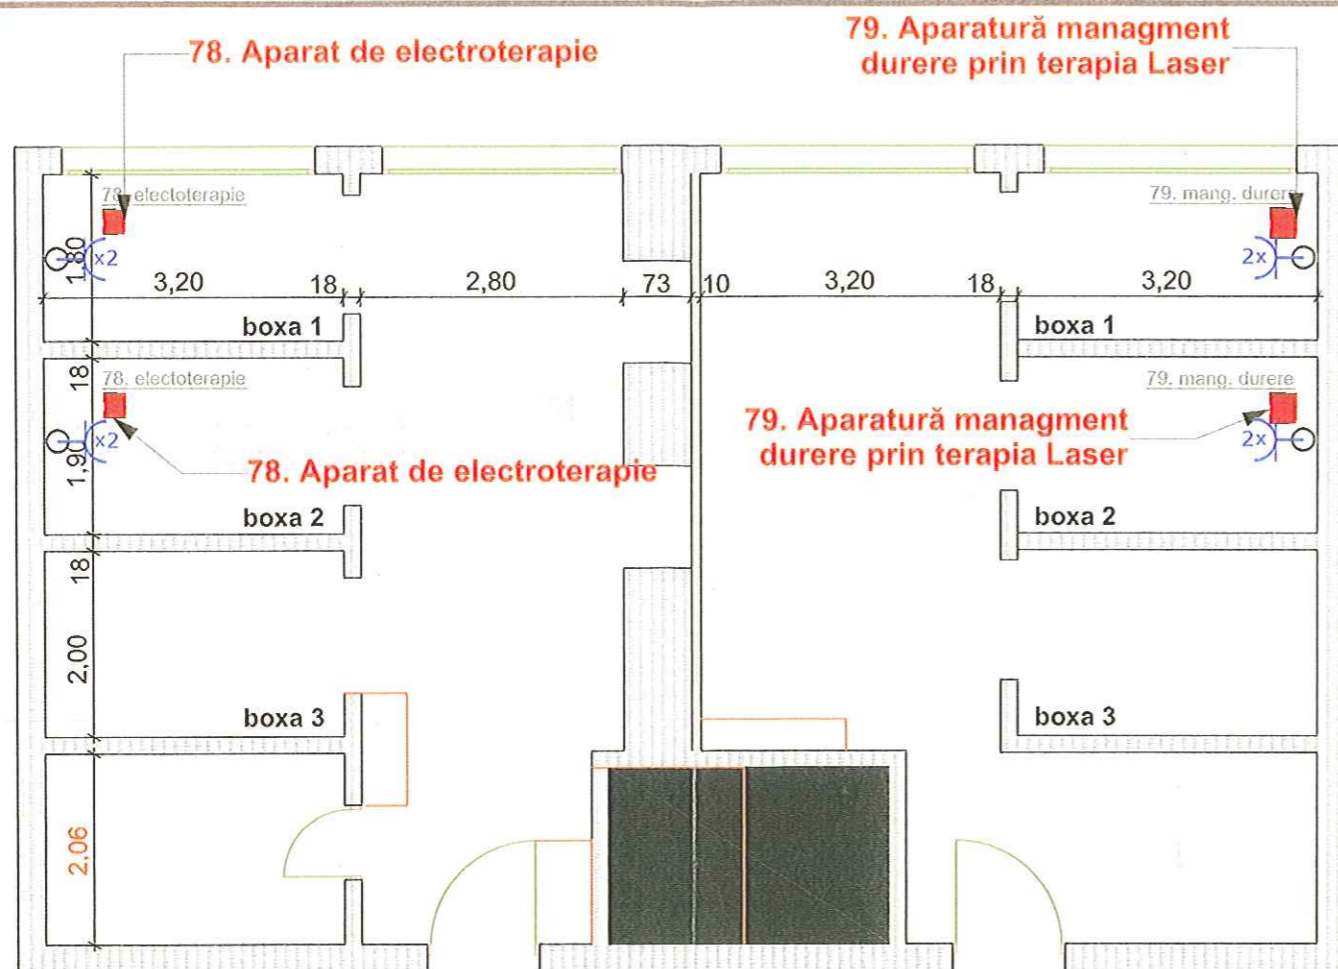 78. Aparat de electroterapie
79. Aparatură managment
durere prin terapia Laser
78. electoterapie
79. mang. durere
1,80
x2
2x
3,20
18
2,80
73
10
3,20
18
3,20
boxa 1
boxa 1
18
78. electoterapie
79. mang. durere
79. Aparatură managment
durere prin terapia Laser
x2
2x
1,90
78. Aparat de electroterapie
boxa 2
boxa 2
18
2,00
boxa 3
boxa 3
2,06